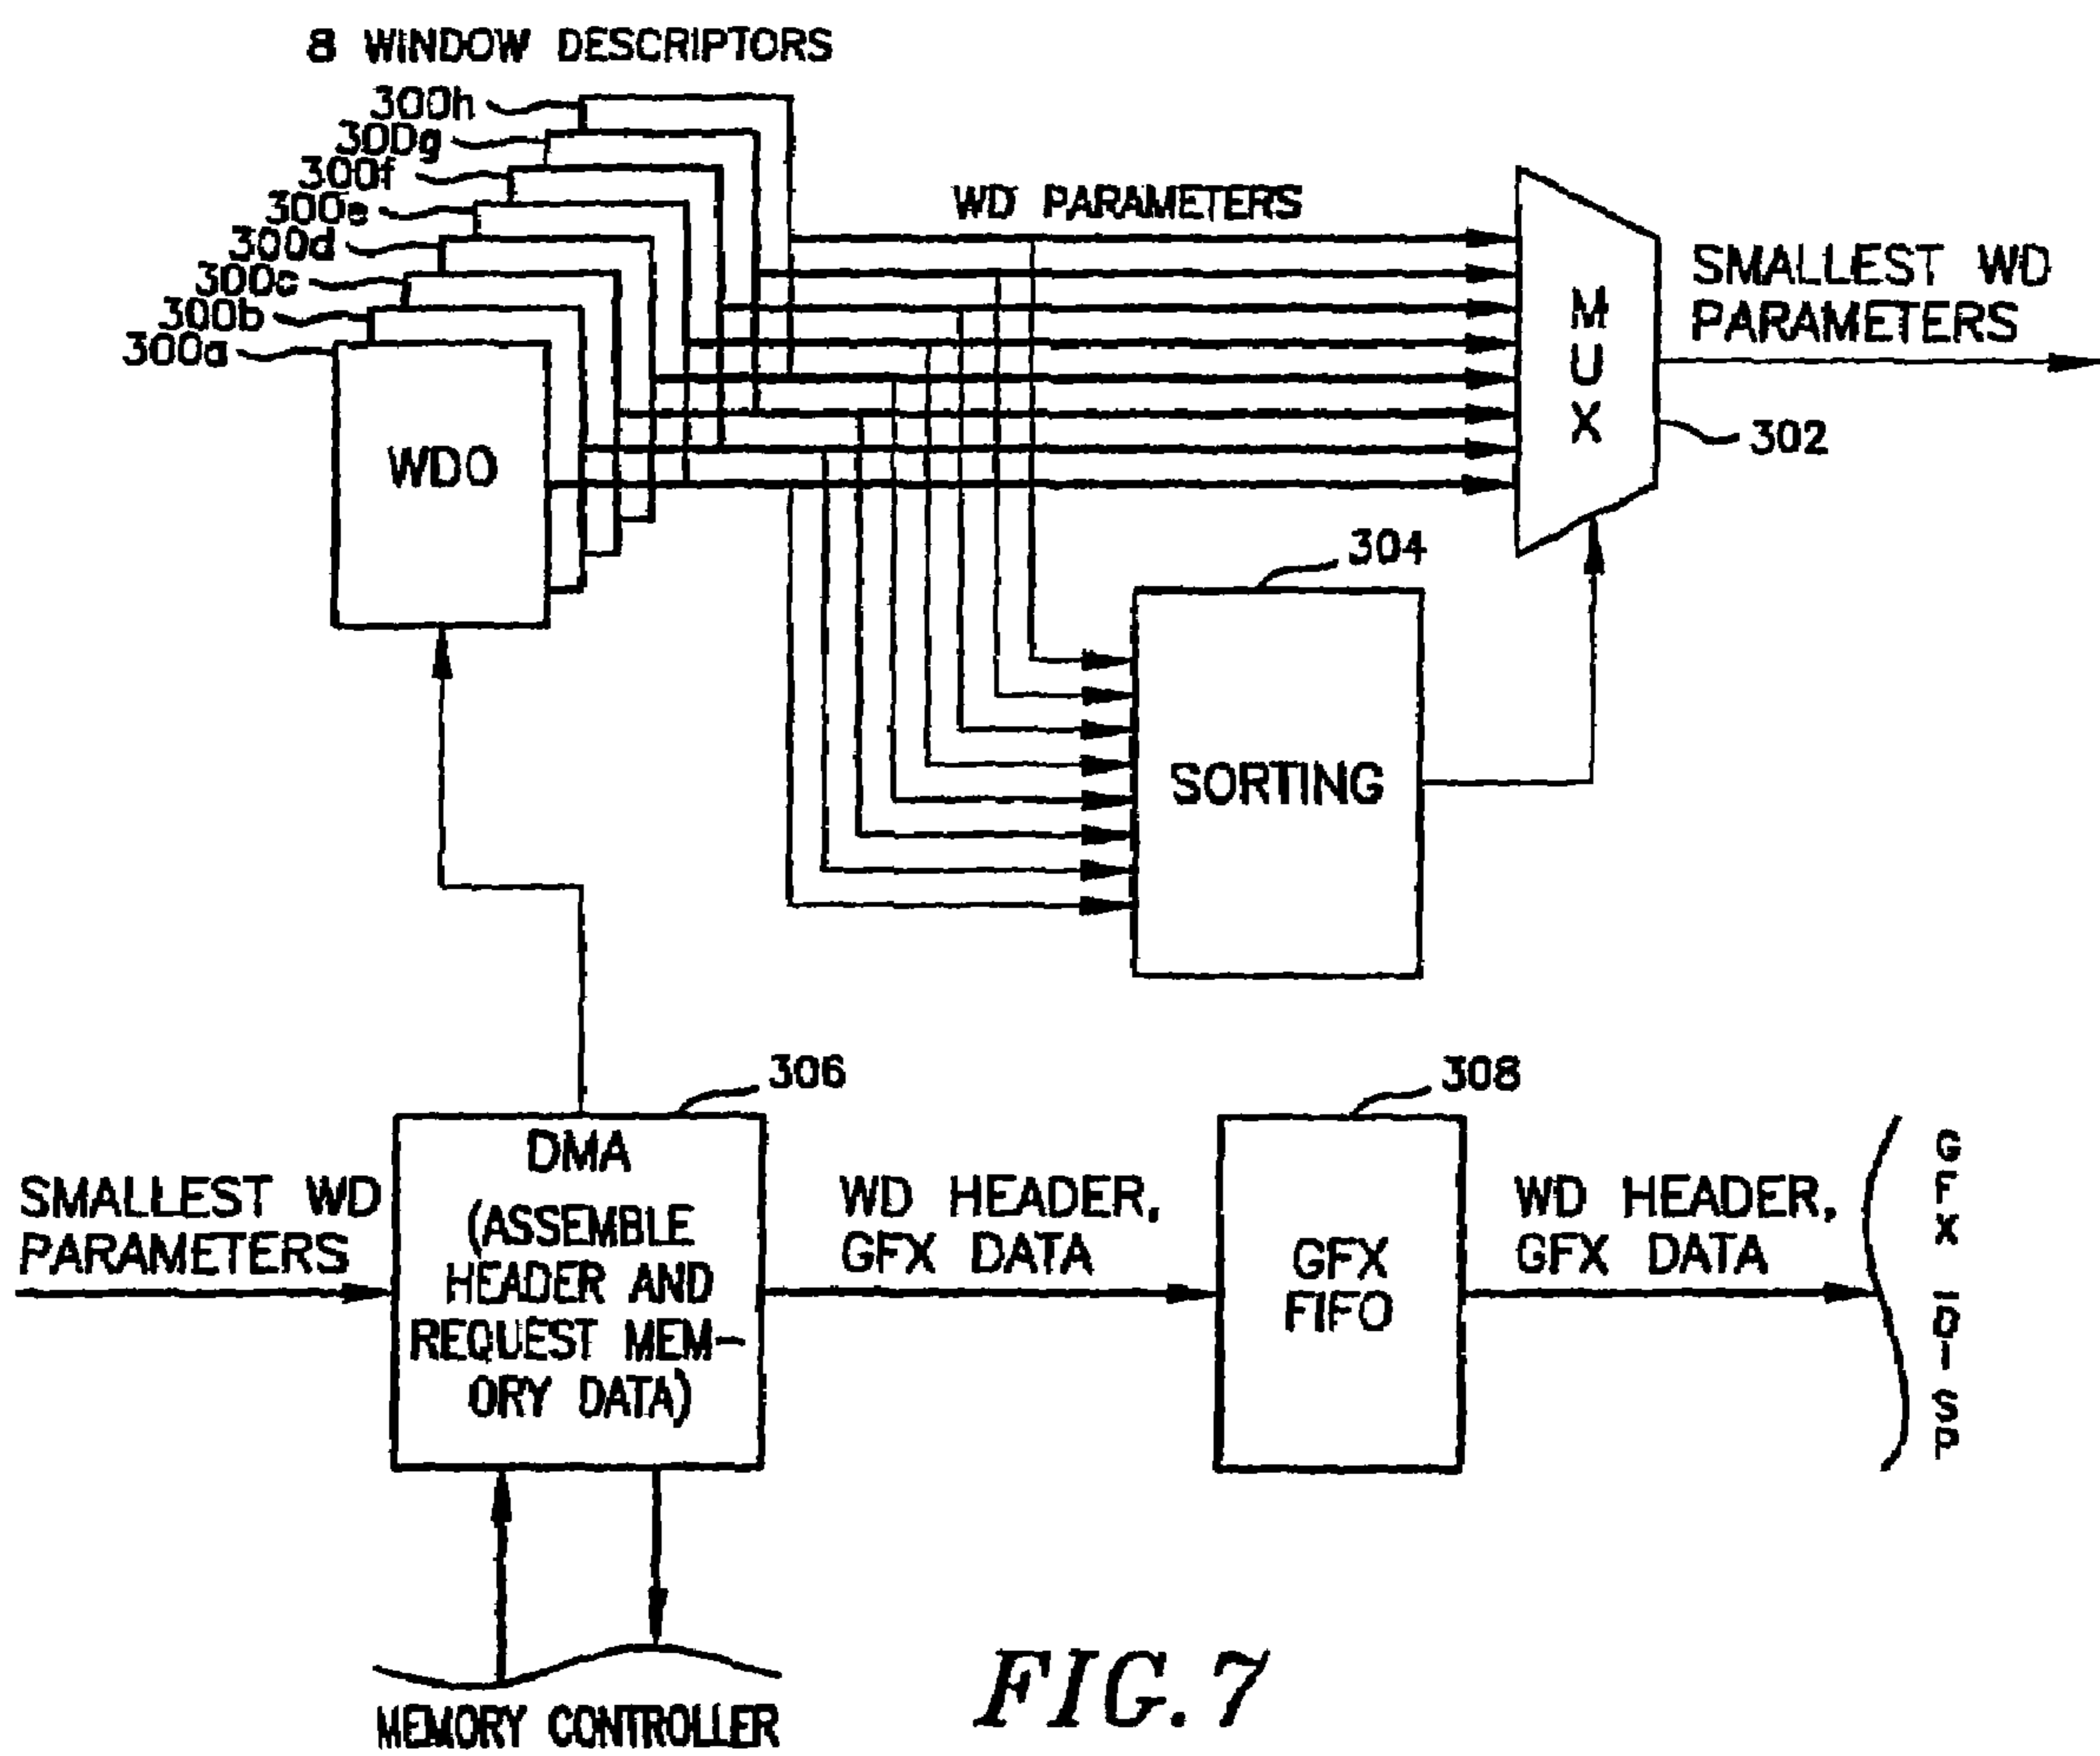 8 WINDOW DESCRIPTORS
300h
300g
300f
300e
300d
300c
300b
300a
WD0
WD PARAMETERS
M
U
X
SMALLEST WD
PARAMETERS
302
304
SORTING
306
DMA
(ASSEMBLE
HEADER AND
REQUEST MEM-
ORY DATA)
SMALLEST WD
PARAMETERS
WD HEADER,
GFX DATA
308
GFX
FIFO
WD HEADER,
GFX DATA
G
F
X
_
D
I
S
P
MEMORY CONTROLLER
FIG. 7